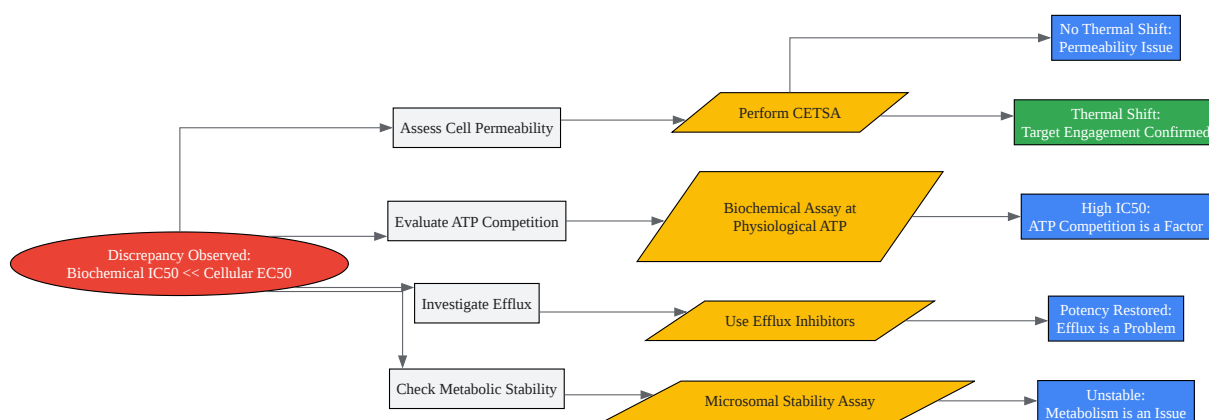 Discrepancy Observed:
Biochemical IC50 << Cellular EC50
Assess Cell Permeability
Perform CETSA
No Thermal Shift:
Permeability Issue
Thermal Shift:
Target Engagement Confirmed
Evaluate ATP Competition
Biochemical Assay at
Physiological ATP
High IC50:
ATP Competition is a Factor
Investigate Efflux
Use Efflux Inhibitors
Potency Restored:
Efflux is a Problem
Check Metabolic Stability
Microsomal Stability Assay
Unstable:
Metabolism is an Issue